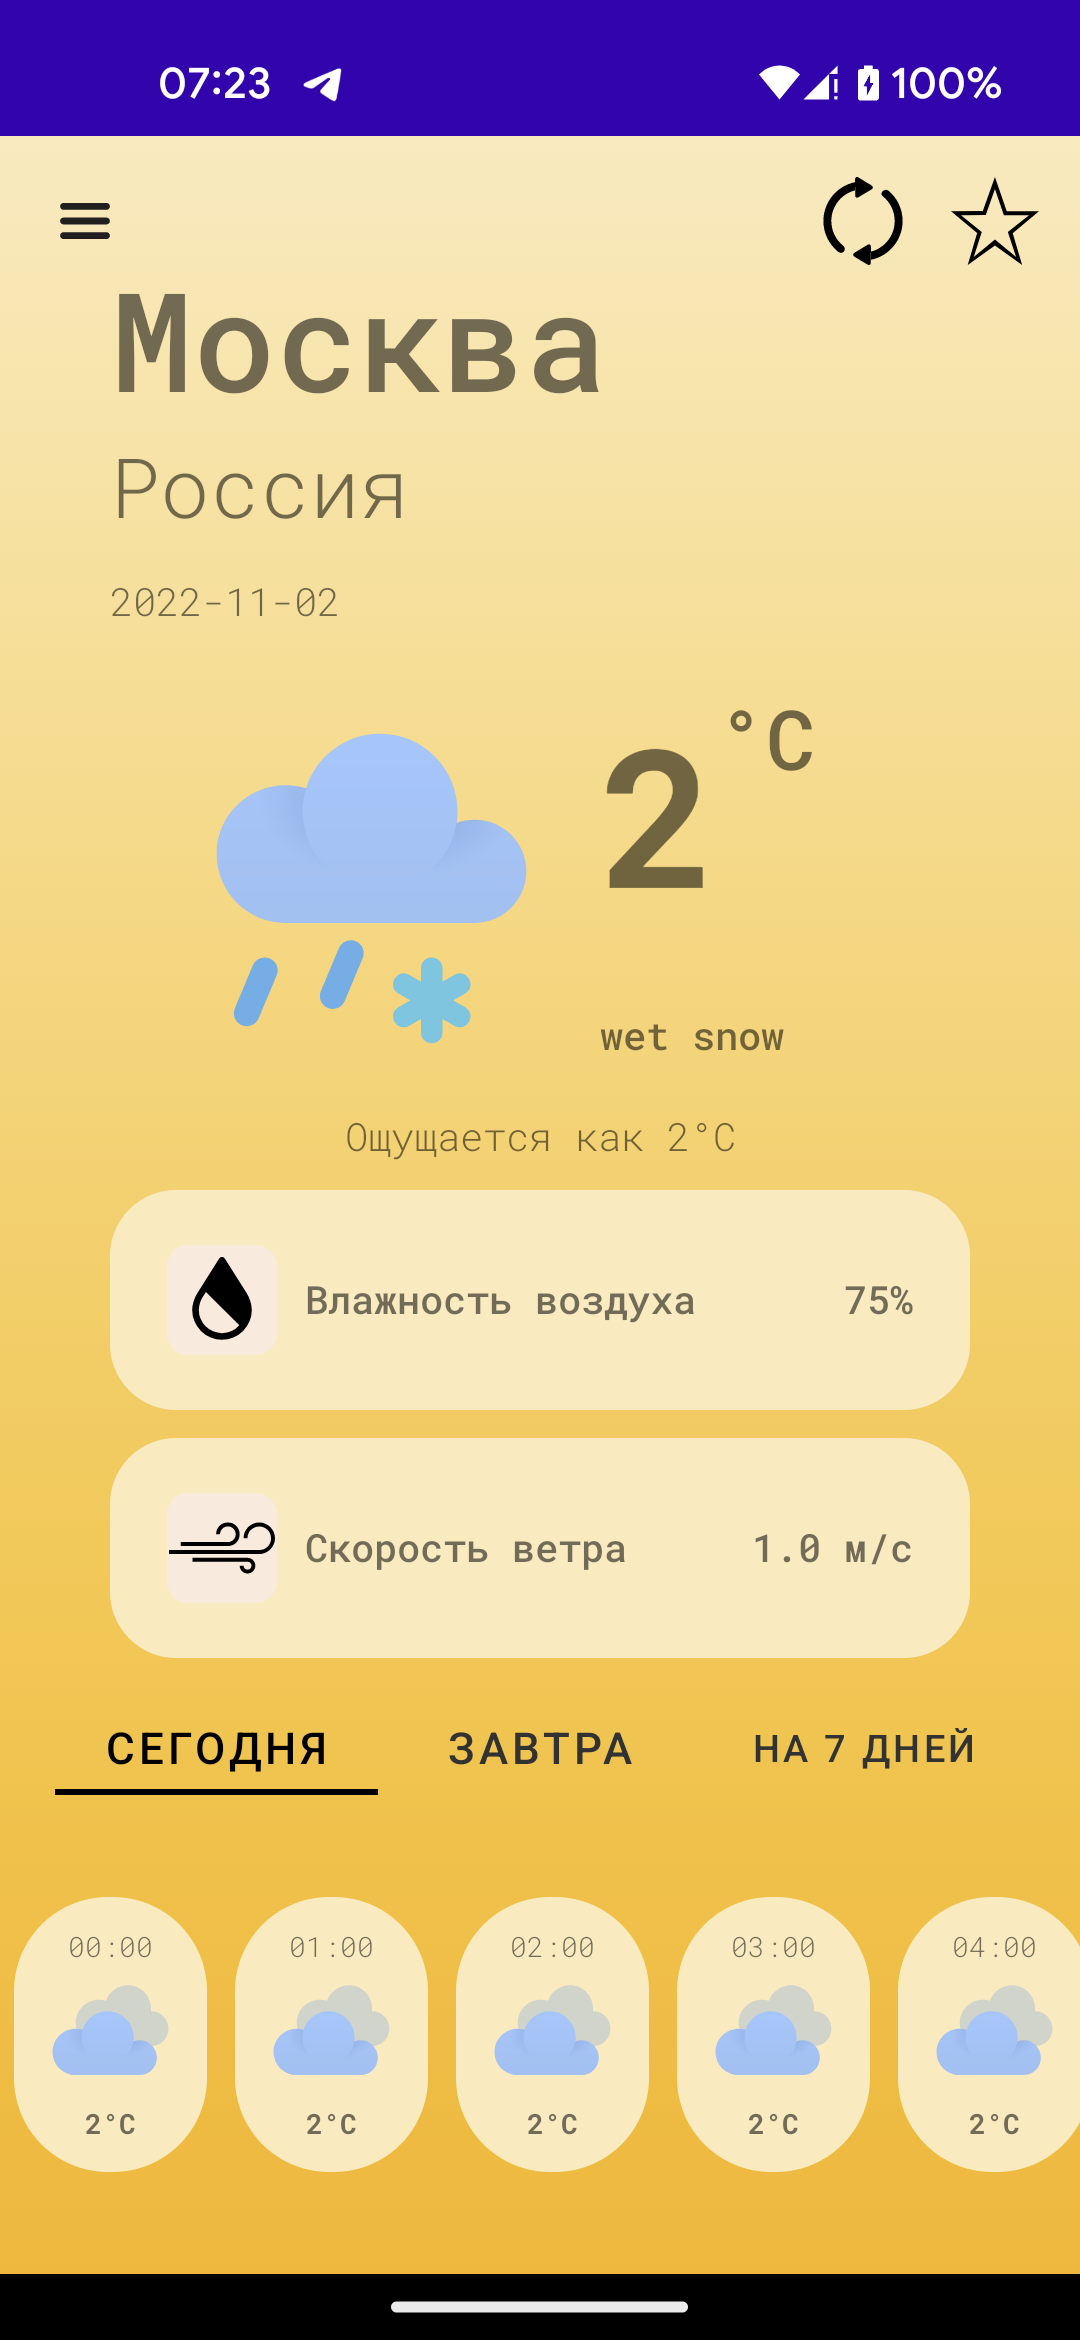 07:23 100%
Москва
Россия
2022-11-02
2 °C
wet snow
Ощущается как 2°C
Влажность воздуха 75%
Скорость ветра 1.0 м/с
СЕГОДНЯ ЗАВТРА НА 7 ДНЕЙ
00:00 01:00 02:00 03:00 04:00
2°C 2°C 2°C 2°C 2°C